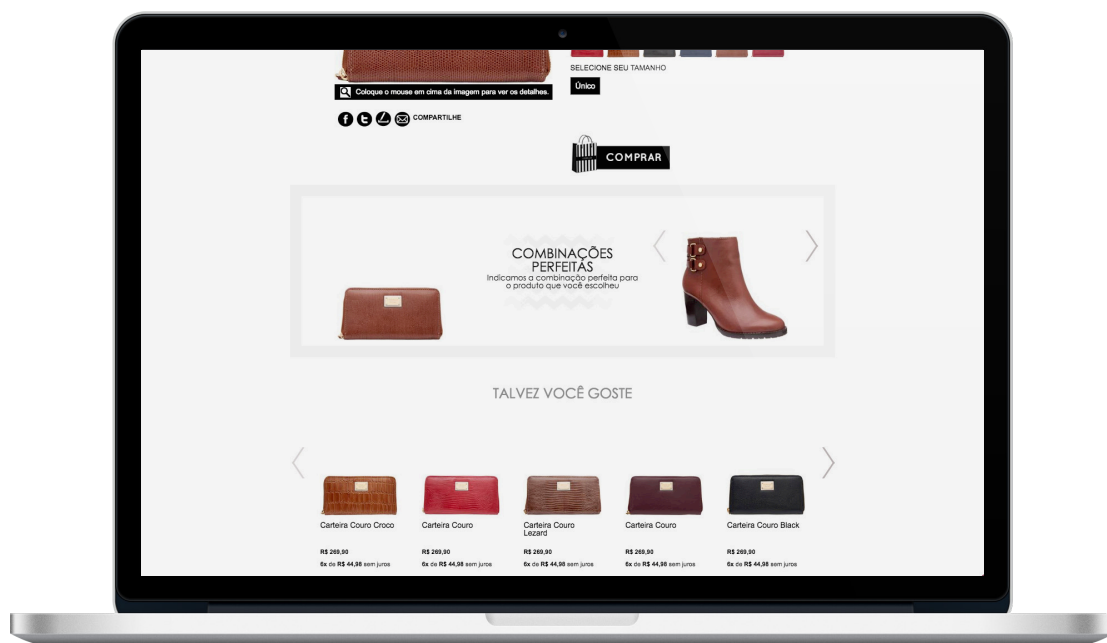 SELECIONE SEU TAMANHO
Único
Coloque o mouse em cima da imagem para ver os detalhes.
COMPARTILHE
COMPRAR
COMBINAÇÕES
PERFEITAS
Indicamos a combinação perfeita para
o produto que você escolheu
TALVEZ VOCÊ GOSTE
Carteira Couro Croco
R$ 269,90
6x de R$ 44,98 sem juros
Carteira Couro
R$ 269,90
6x de R$ 44,98 sem juros
Carteira Couro
Lezard
R$ 269,90
6x de R$ 44,98 sem juros
Carteira Couro
R$ 269,90
6x de R$ 44,98 sem juros
Carteira Couro Black
R$ 269,90
6x de R$ 44,98 sem juros